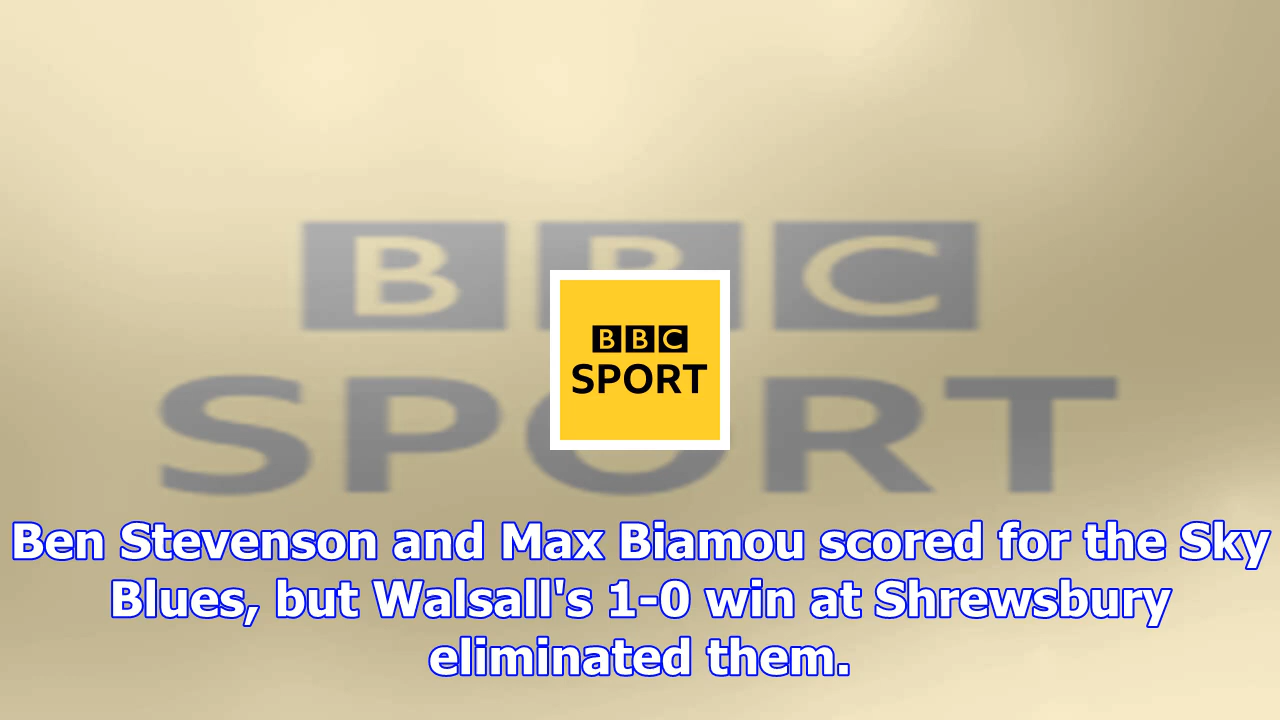 BBC
SPORT
BBC
SPORT
Ben Stevenson and Max Biamou scored for the Sky
Blues, but Walsall's 1-0 win at Shrewsbury
eliminated them.